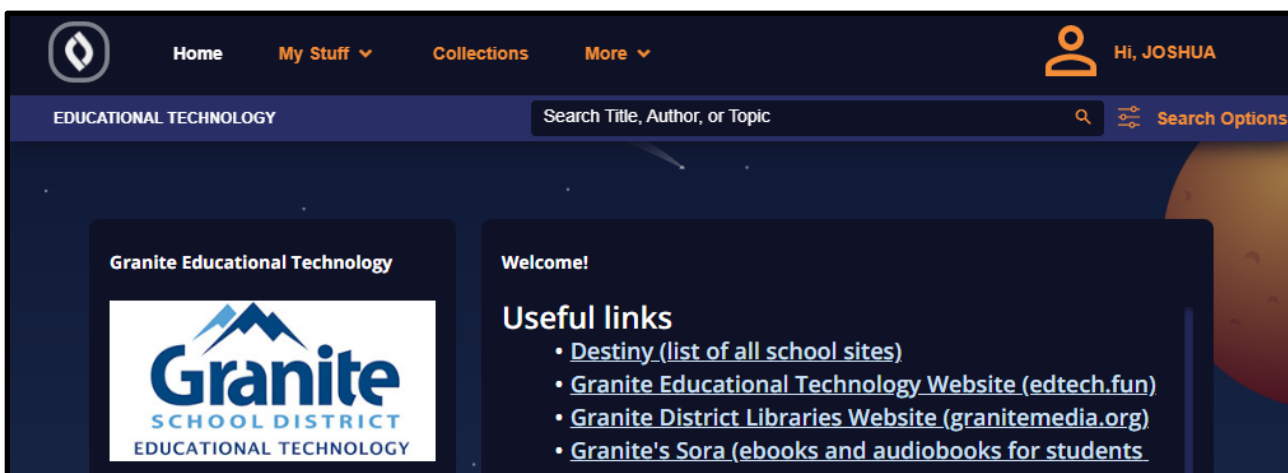 Home My Stuff Collections More Hi, JOSHUA
EDUCATIONAL TECHNOLOGY Search Title, Author, or Topic Search Options
Granite Educational Technology
Granite
SCHOOL DISTRICT
EDUCATIONAL TECHNOLOGY
Welcome!
Useful links
• Destiny (list of all school sites)
• Granite Educational Technology Website (edtech.fun)
• Granite District Libraries Website (granitemedia.org)
• Granite's Sora (ebooks and audiobooks for students